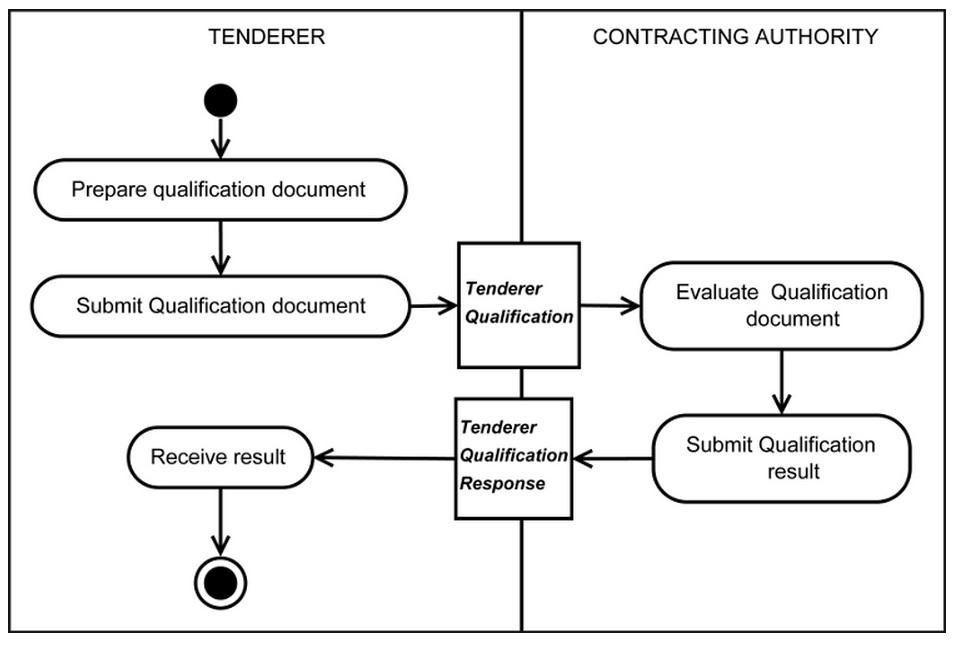 TENDERER
CONTRACTING AUTHORITY
Prepare qualification document
Submit Qualification document
Tenderer
Qualification
Evaluate  Qualification
document
Submit Qualification
result
Tenderer
Qualification
Response
Receive result